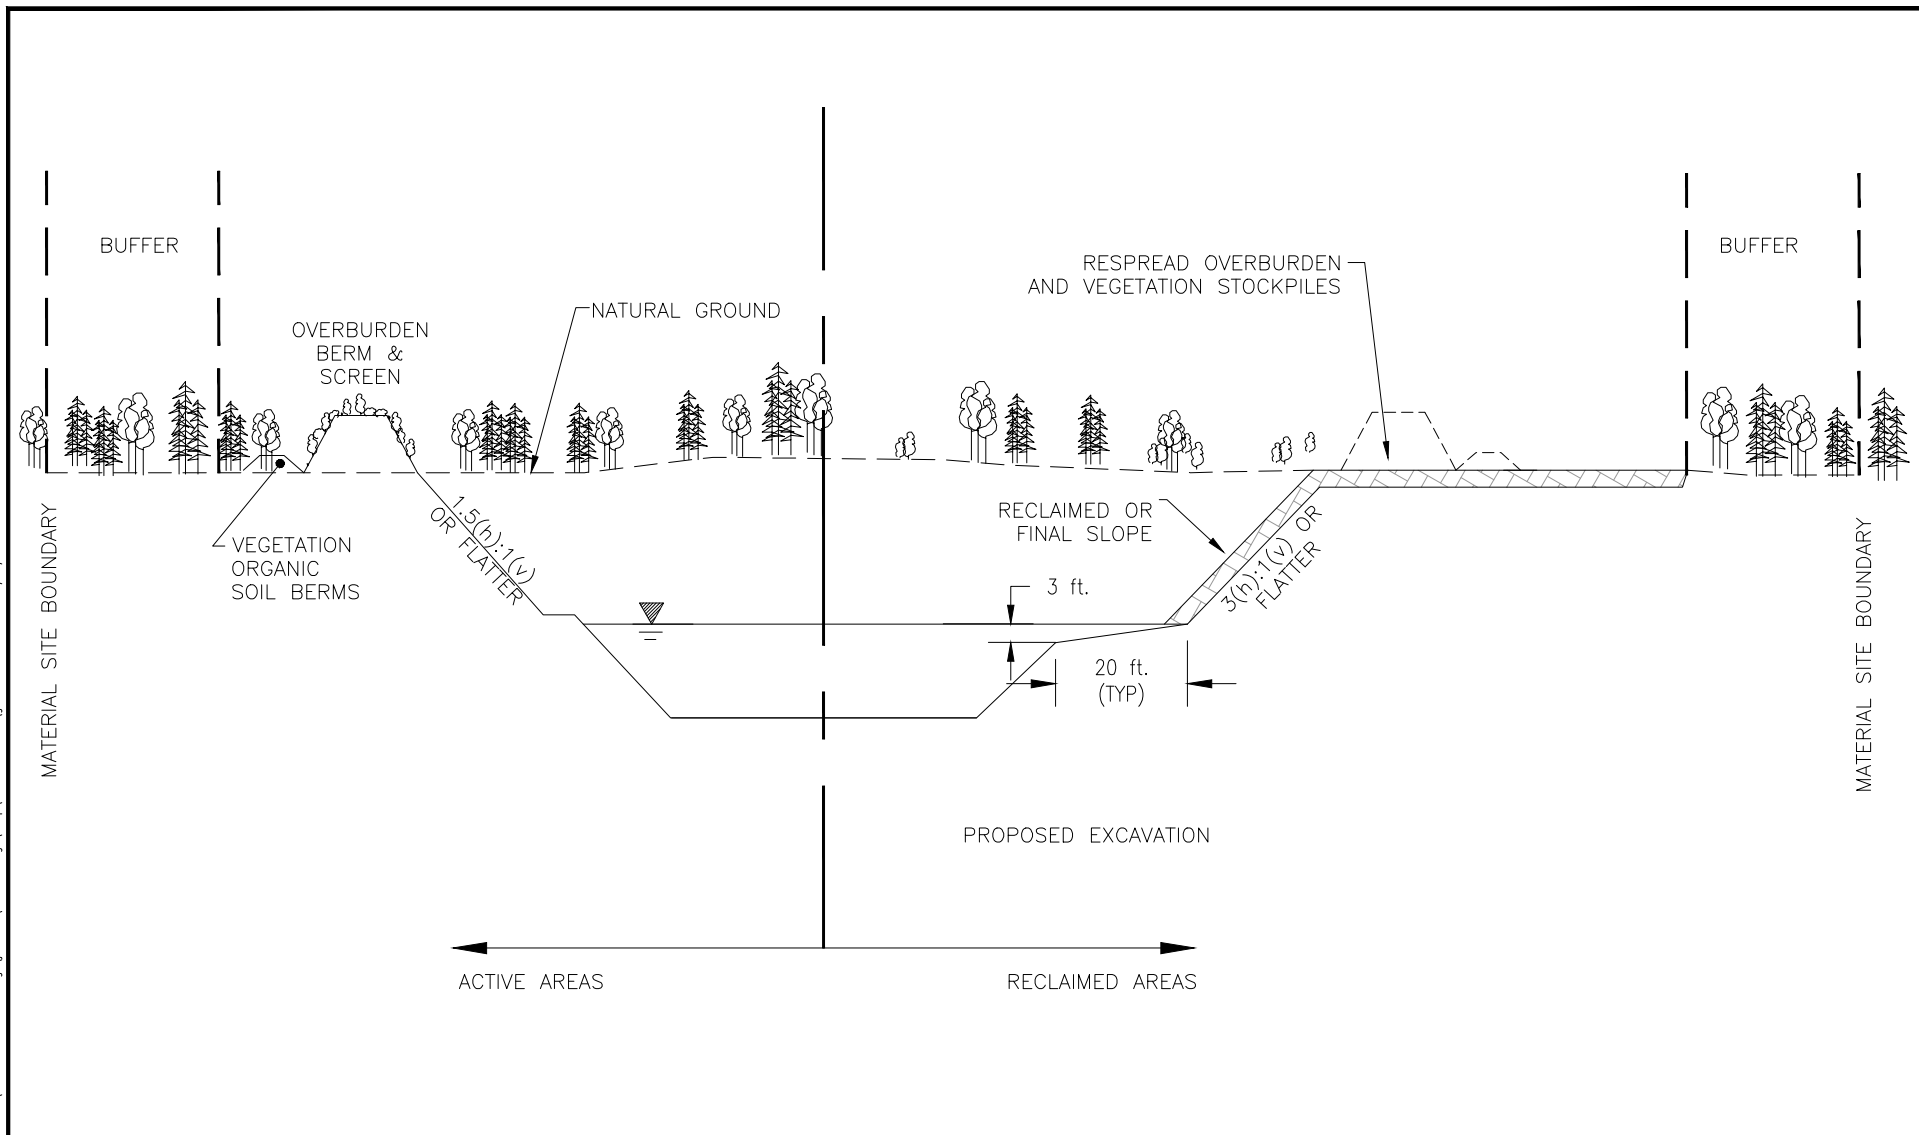 BUFFER
BUFFER
RESPREAD OVERBURDEN
AND VEGETATION STOCKPILES
NATURAL GROUND
OVERBURDEN
BERM &
SCREEN
1.5(h):1(v)
OR FLATTER
RECLAIMED OR
FINAL SLOPE
3(h):1(v) OR
FLATTER
VEGETATION
ORGANIC
SOIL BERMS
3 ft.
20 ft.
(TYP)
MATERIAL SITE BOUNDARY
MATERIAL SITE BOUNDARY
PROPOSED EXCAVATION
ACTIVE AREAS
RECLAIMED AREAS